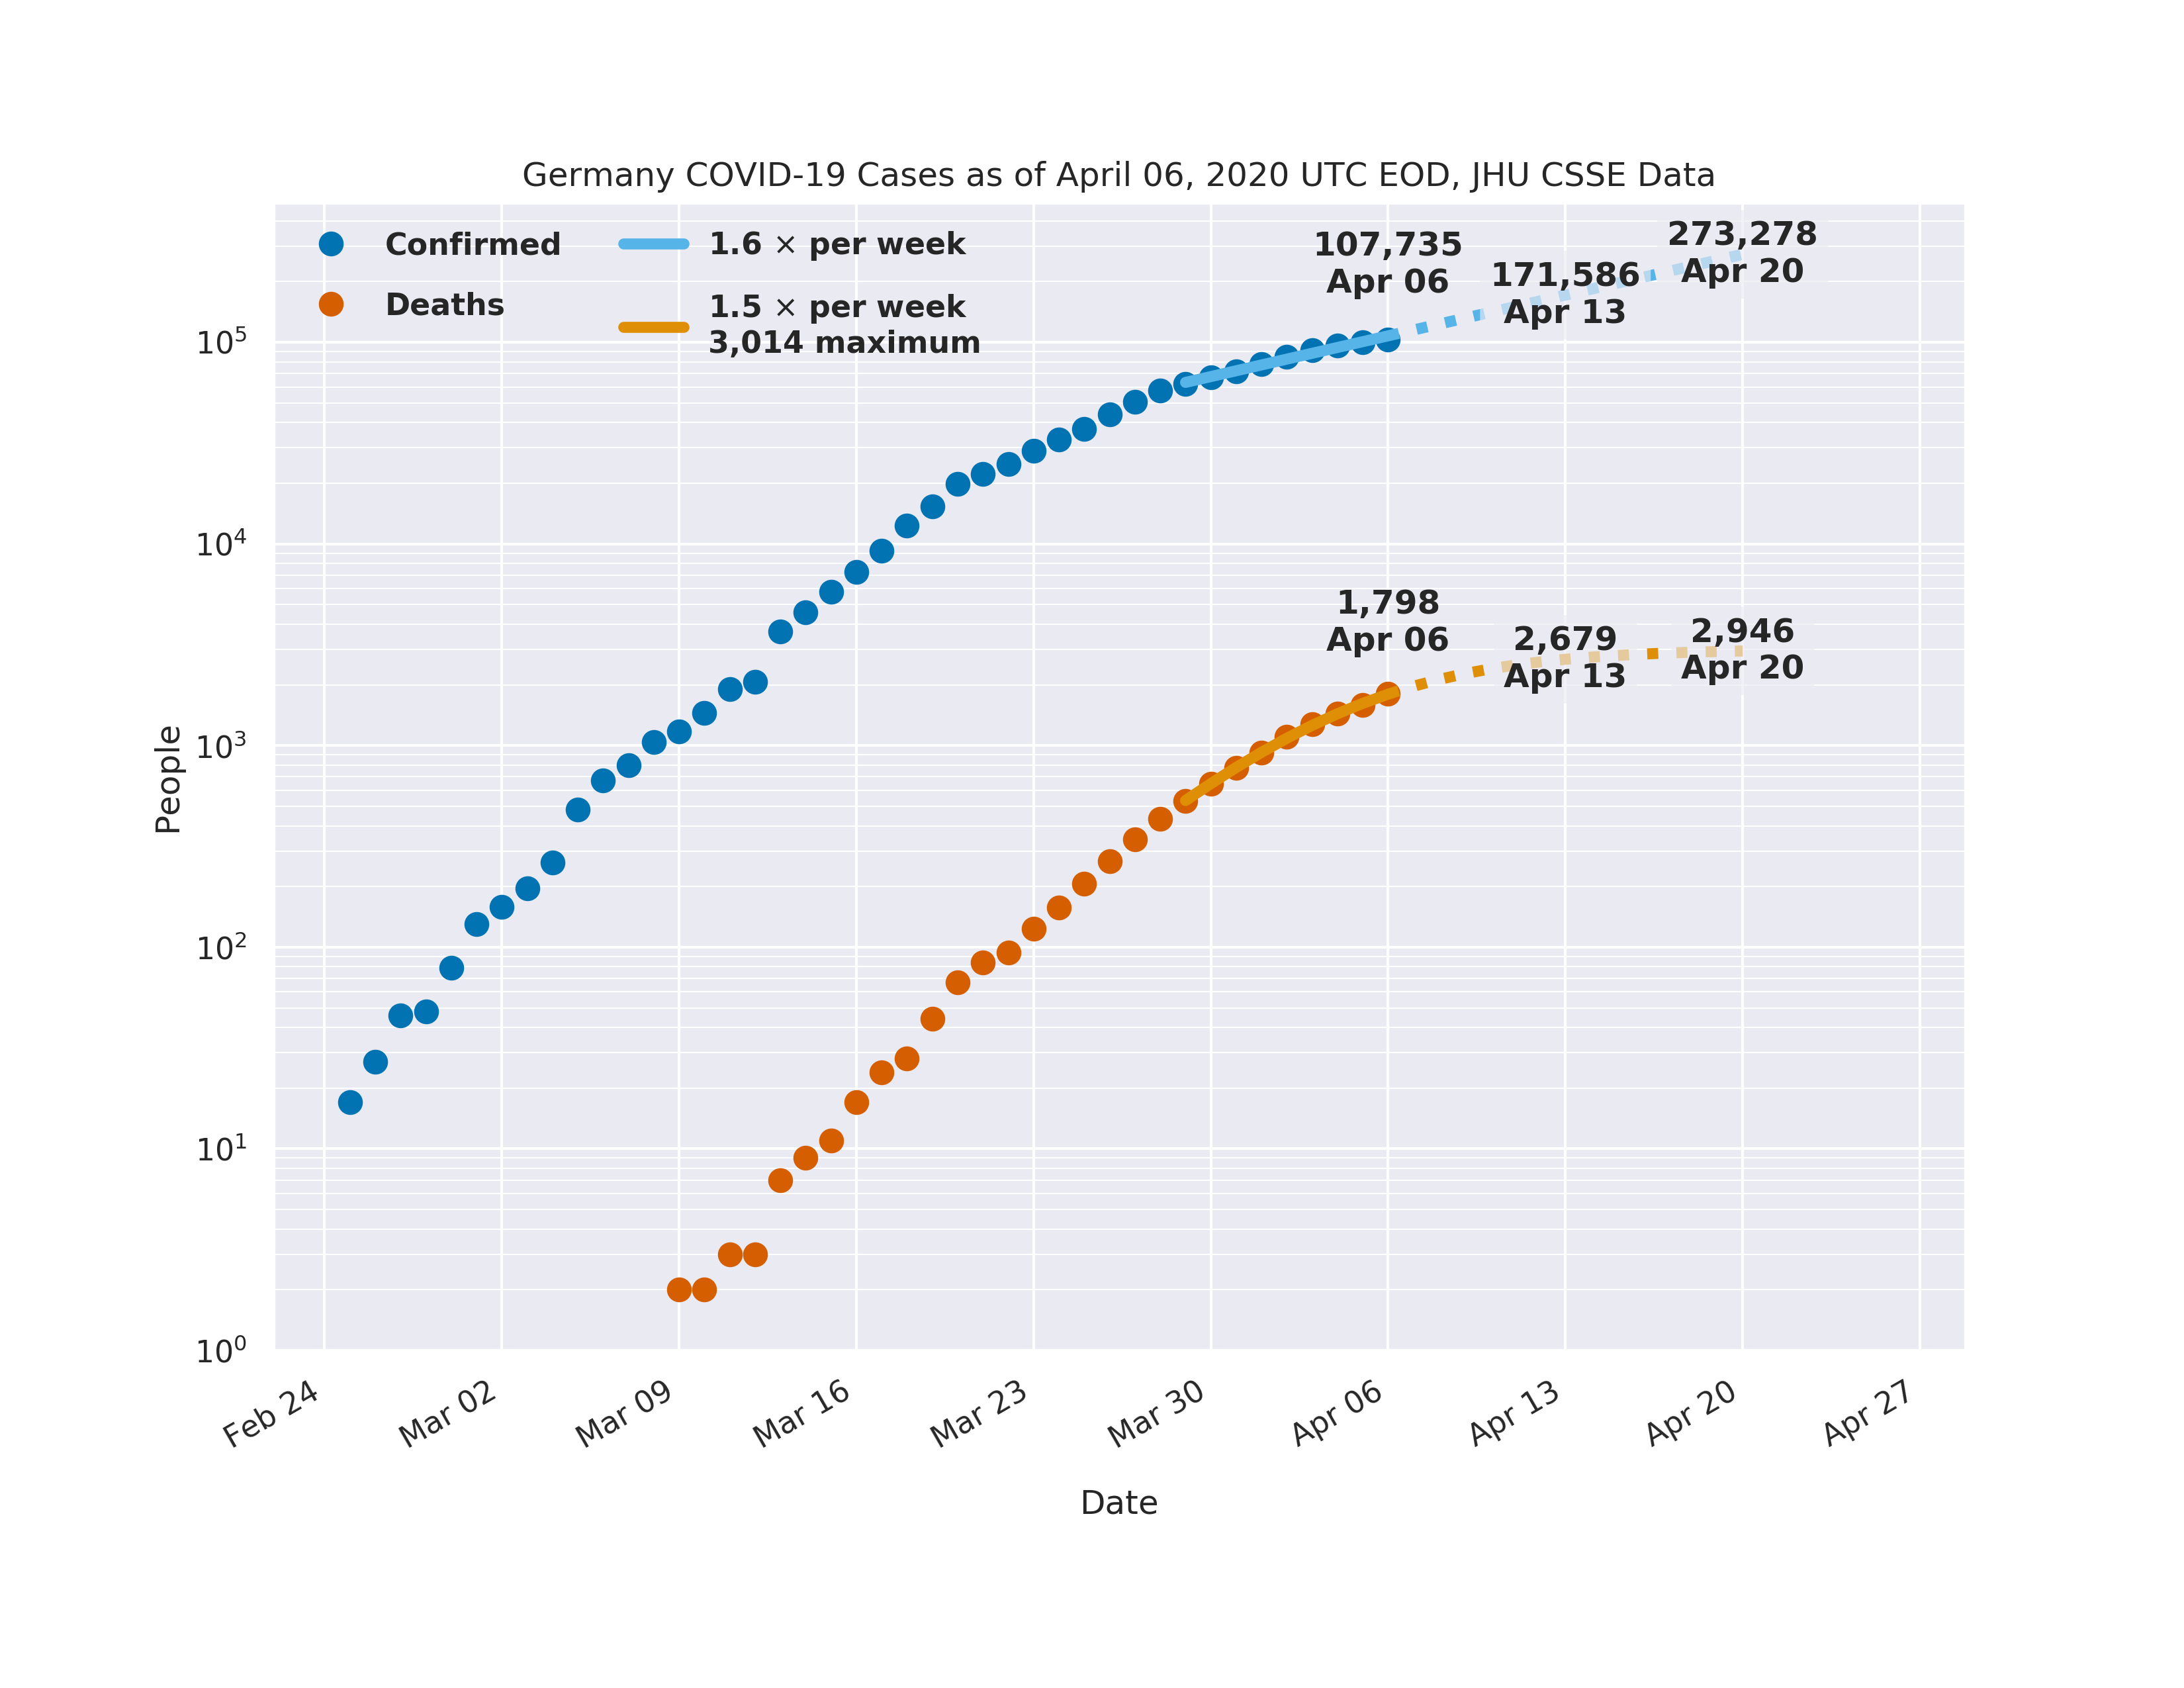 Germany COVID-19 Cases as of April 06, 2020 UTC EOD, JHU CSSE Data
Confirmed
Deaths
1.6 × per week
1.5 × per week
3,014 maximum
107,735
Apr 06
171,586
Apr 13
273,278
Apr 20
1,798
Apr 06
2,679
Apr 13
2,946
Apr 20
People
10⁵
10⁴
10³
10²
10¹
10⁰
Feb 24
Mar 02
Mar 09
Mar 16
Mar 23
Mar 30
Apr 06
Apr 13
Apr 20
Apr 27
Date